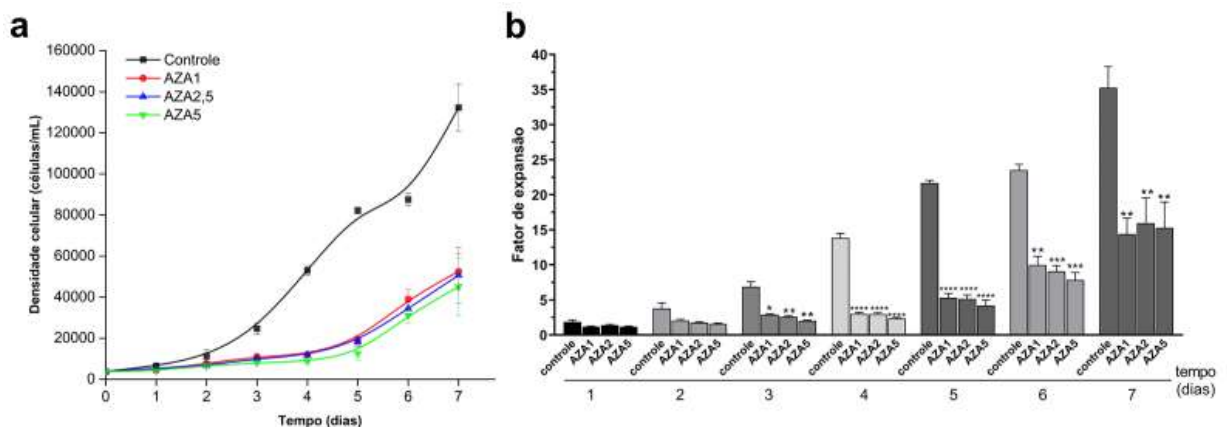 a
160000
140000
120000
100000
80000
60000
40000
20000
0
Densidade celular (células/mL)
Controle
AZA1
AZA2,5
AZA5
0 1 2 3 4 5 6 7
Tempo (dias)
b
40
35
30
25
20
15
10
5
0
Fator de expansão
* ** **
**** **** ****
**** **** ****
** *** ***
** ** **
controle AZA1 AZA2 AZA5 controle AZA1 AZA2 AZA5 controle AZA1 AZA2 AZA5 controle AZA1 AZA2 AZA5 controle AZA1 AZA2 AZA5 controle AZA1 AZA2 AZA5 controle AZA1 AZA2 AZA5
tempo
(dias)
1 2 3 4 5 6 7